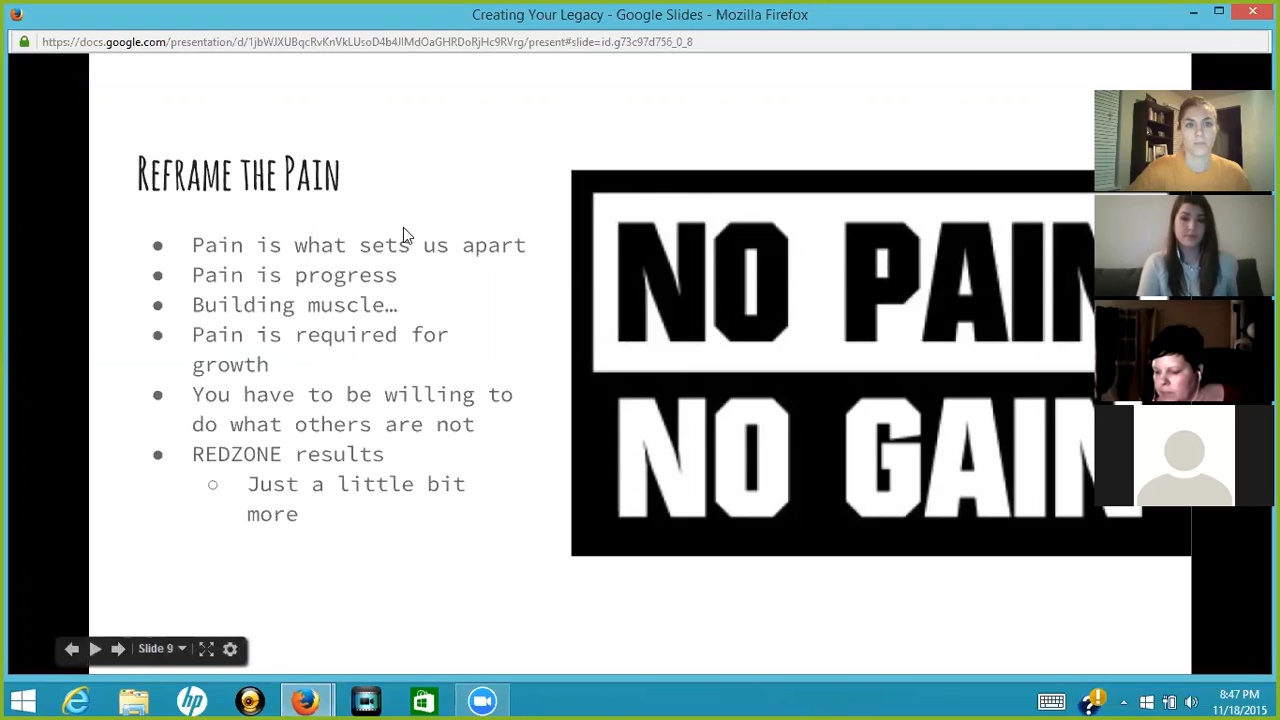 Creating Your Legacy - Google Slides - Mozilla Firefox
https://docs.google.com/presentation/d/1jbWJXUBqcRvKnVkLUsoD4b4JlMdOaGHRDoRjHc9RVrg/present#slide=id.g73c97d756_0_8
Reframe the Pain
● Pain is what sets us apart
● Pain is progress
● Building muscle…
● Pain is required for
growth
● You have to be willing to
do what others are not
● REDZONE results
○ Just a little bit
more
NO PAIN
NO GAIN
Slide 9
hp
8:47 PM
11/18/2015